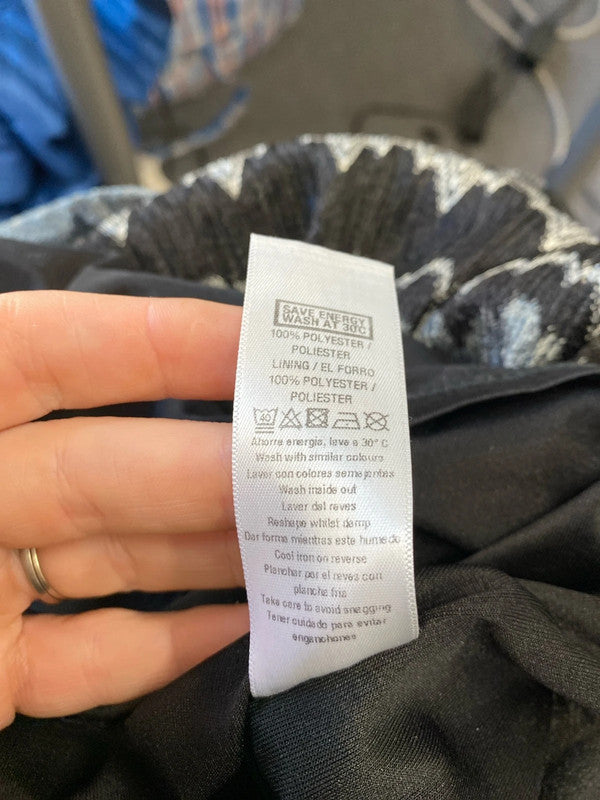 SAVE ENERGY
WASH AT 30°C
100% POLYESTER /
POLIESTER
LINING / EL FORRO
100% POLYESTER /
POLIESTER
Ahorre energia, lave a 30° C
Wash with similar colours
Lavar con colores semejantes
Wash inside out
Lavar del reves
Reshape whilst damp
Dar forma mientras este humedo
Cool iron on reverse
Planchar por el reves con
plancha fria
Take care to avoid snagging
Tener cuidado para evitar
enganchones